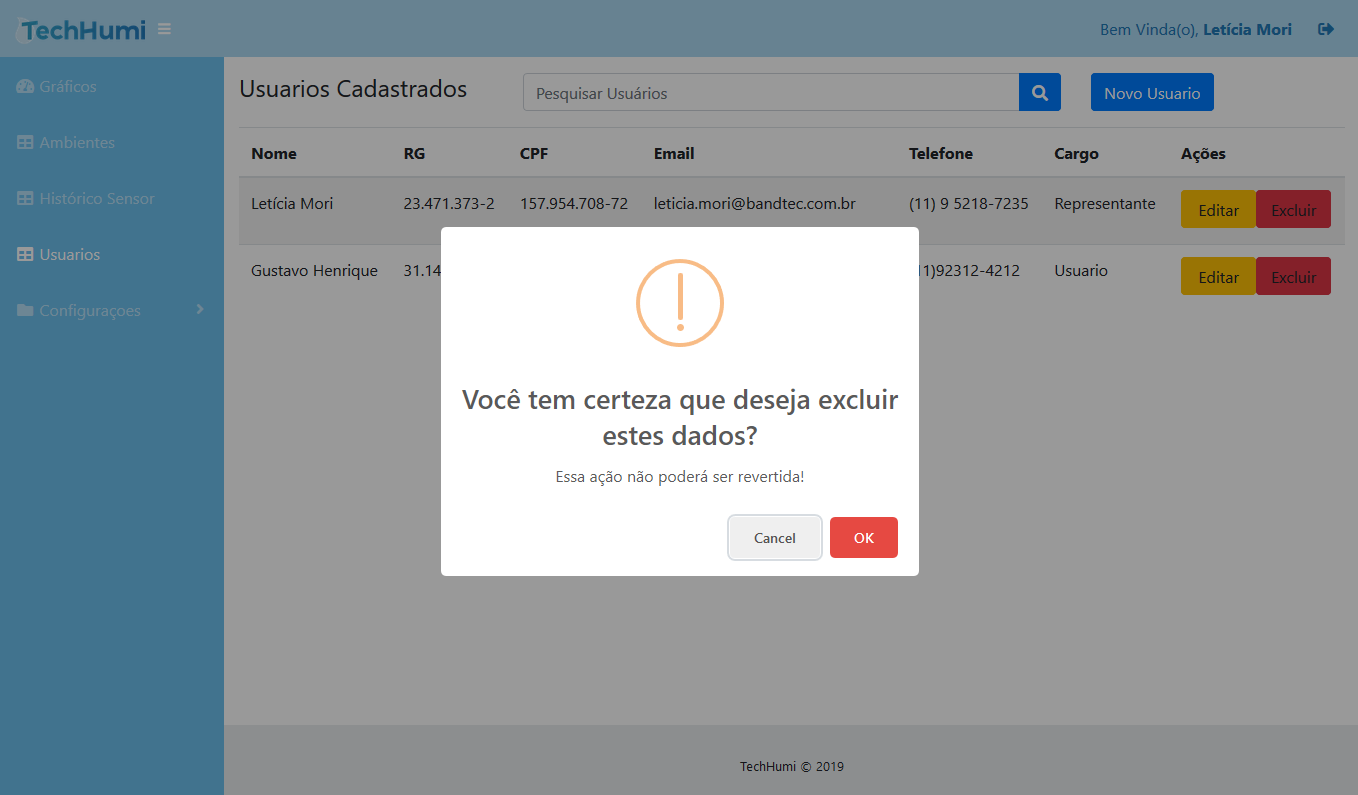 TechHumi
Bem Vinda(o), Letícia Mori
Gráficos
Ambientes
Histórico Sensor
Usuarios
Configuraçoes
Usuarios Cadastrados
Pesquisar Usuários
Novo Usuario
Nome RG CPF Email Telefone Cargo Ações
Letícia Mori 23.471.373-2 157.954.708-72 leticia.mori@bandtec.com.br (11) 9 5218-7235 Representante Editar Excluir
Gustavo Henrique 31.14 11)92312-4212 Usuario Editar Excluir
Você tem certeza que deseja excluir
estes dados?
Essa ação não poderá ser revertida!
Cancel OK
TechHumi © 2019